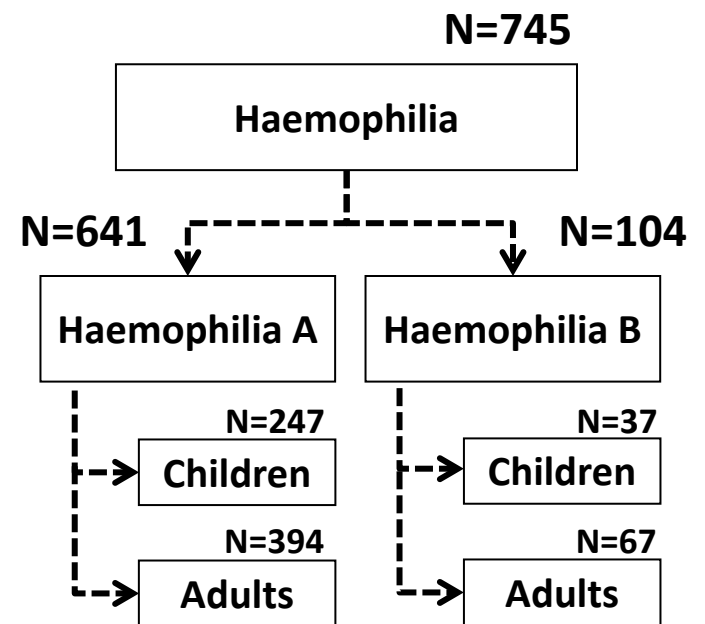 N=745
Haemophilia
N=641
N=104
Haemophilia A
Haemophilia B
N=247
N=37
Children
Children
N=394
N=67
Adults
Adults